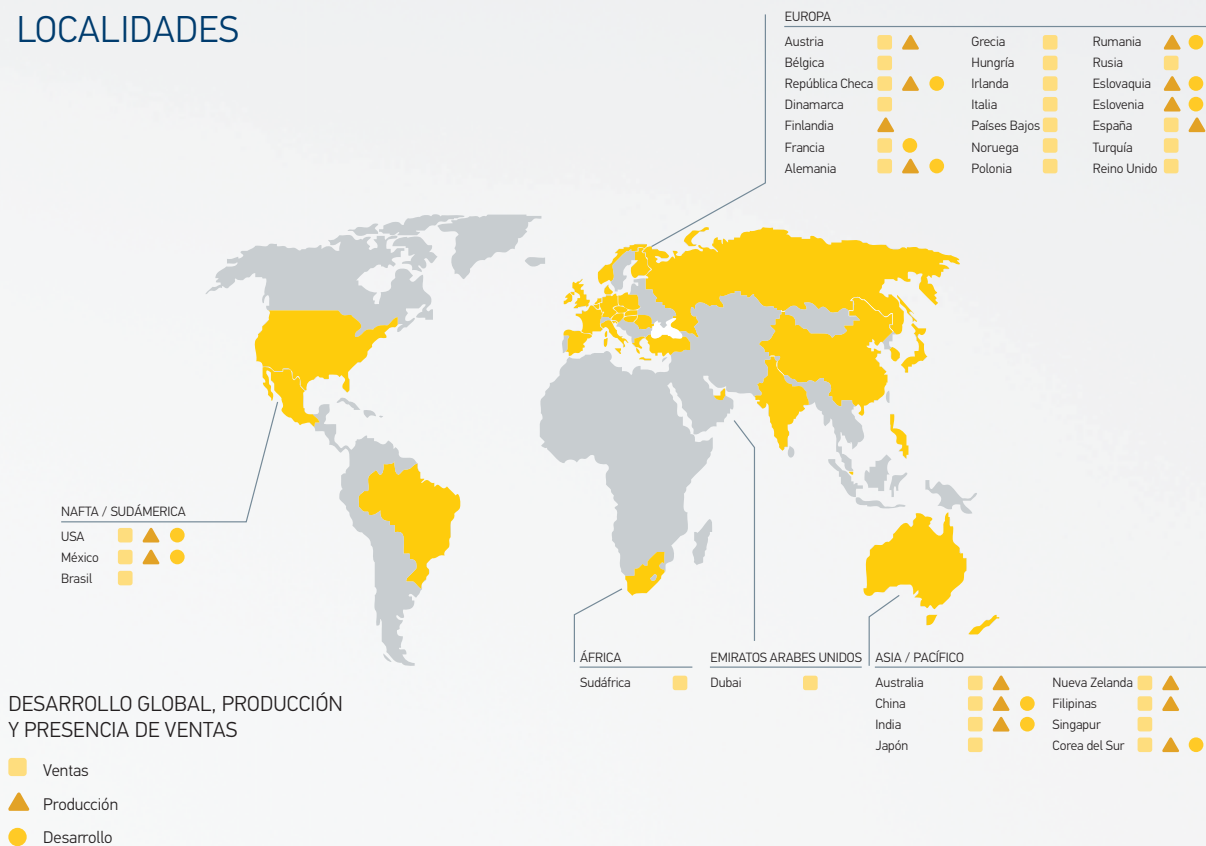 LOCALIDADES
EUROPA
Austria
Bélgica
República Checa
Dinamarca
Finlandia
Francia
Alemania
Grecia
Hungría
Irlanda
Italia
Países Bajos
Noruega
Polonia
Rumania
Rusia
Eslovaquia
Eslovenia
España
Turquía
Reino Unido
NAFTA / SUDÁMERICA
USA
México
Brasil
ÁFRICA
Sudáfrica
EMIRATOS ARABES UNIDOS
Dubai
ASIA / PACÍFICO
Australia
China
India
Japón
Nueva Zelanda
Filipinas
Singapur
Corea del Sur
DESARROLLO GLOBAL, PRODUCCIÓN
Y PRESENCIA DE VENTAS
Ventas
Producción
Desarrollo